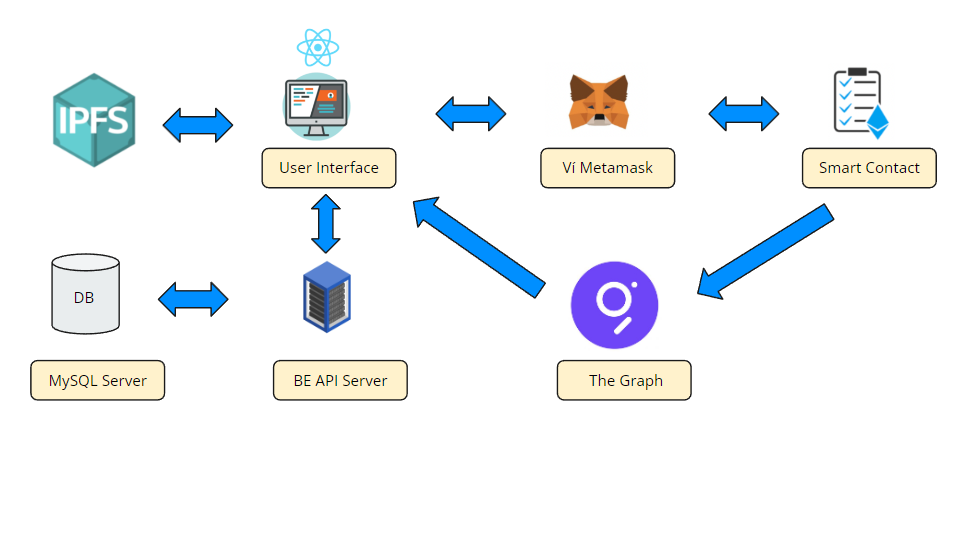 IPFS
User Interface
Ví Metamask
Smart Contact
DB
MySQL Server
BE API Server
The Graph